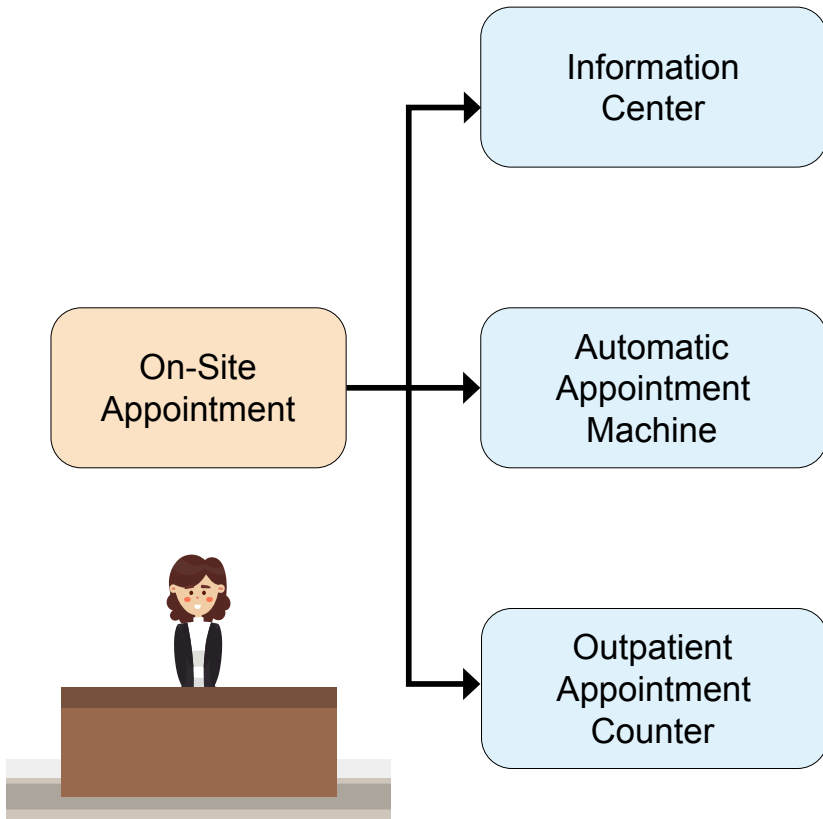 Information
Center
On-Site
Appointment
Automatic
Appointment
Machine
Outpatient
Appointment
Counter